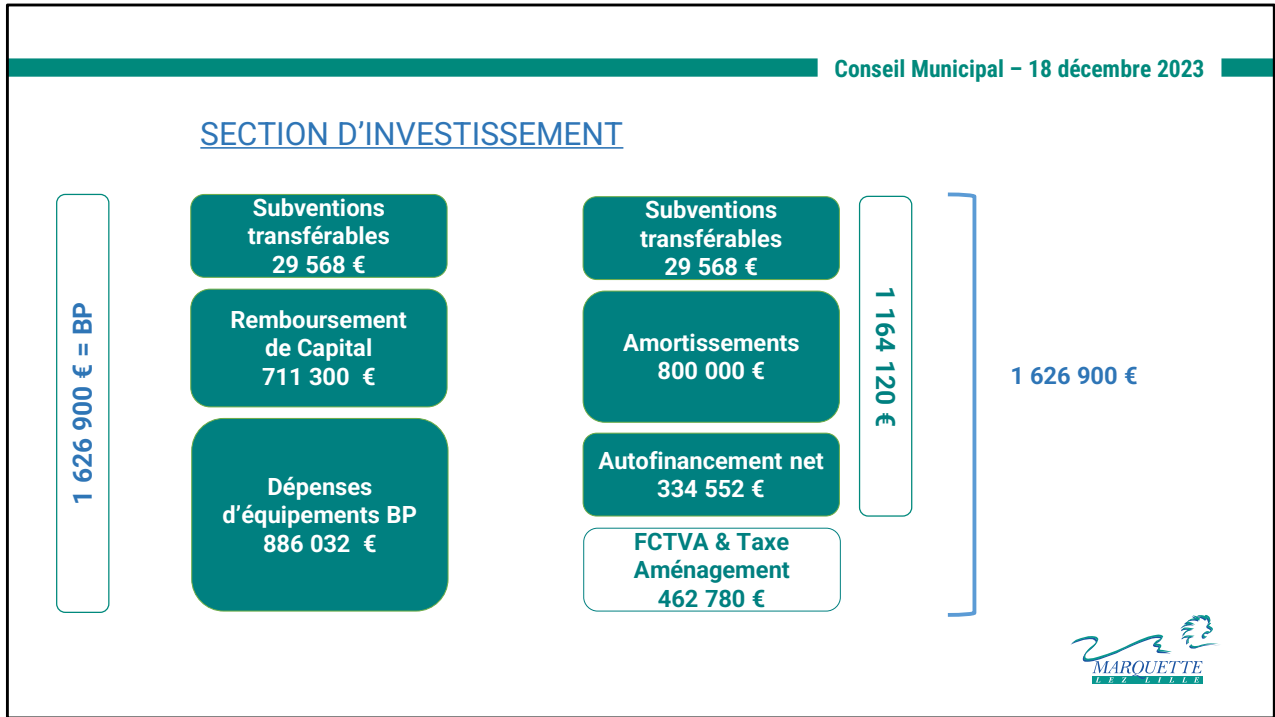 Conseil Municipal – 18 décembre 2023
SECTION D’INVESTISSEMENT
1 626 900 € = BP
Subventions
transférables
29 568 €
Remboursement
de Capital
711 300 €
Dépenses
d’équipements BP
886 032 €
Subventions
transférables
29 568 €
Amortissements
800 000 €
Autofinancement net
334 552 €
FCTVA & Taxe
Aménagement
462 780 €
1 164 120 €
1 626 900 €
MARQUETTE
LEZ LILLE